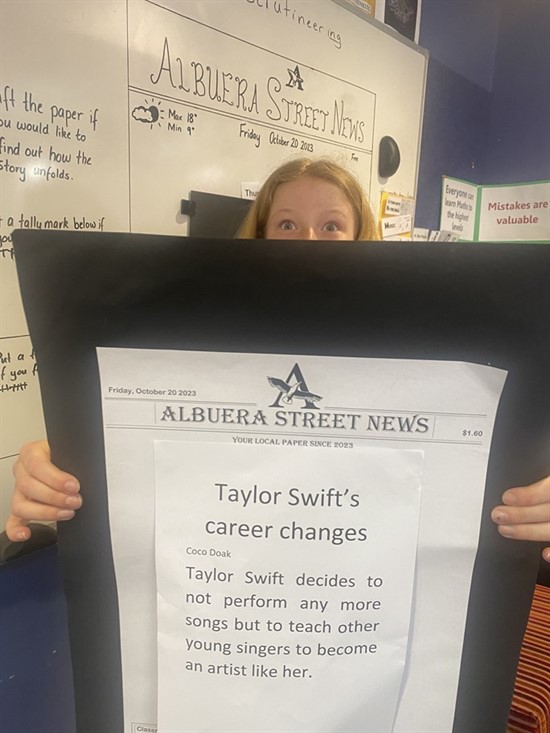 scrutineering
ALBUERA STREET NEWS
Max 18°
Min 9°
Friday October 20 2023
Free
the paper if
would like to
find out how the
story unfolds.
a tally mark below if
Everyone can
learn Maths to
the highest
levels
Mistakes are
valuable
Friday, October 20 2023
A
ALBUERA STREET NEWS
$1.60
YOUR LOCAL PAPER SINCE 2023
Taylor Swift's
career changes
Coco Doak
Taylor Swift decides to
not perform any more
songs but to teach other
young singers to become
an artist like her.